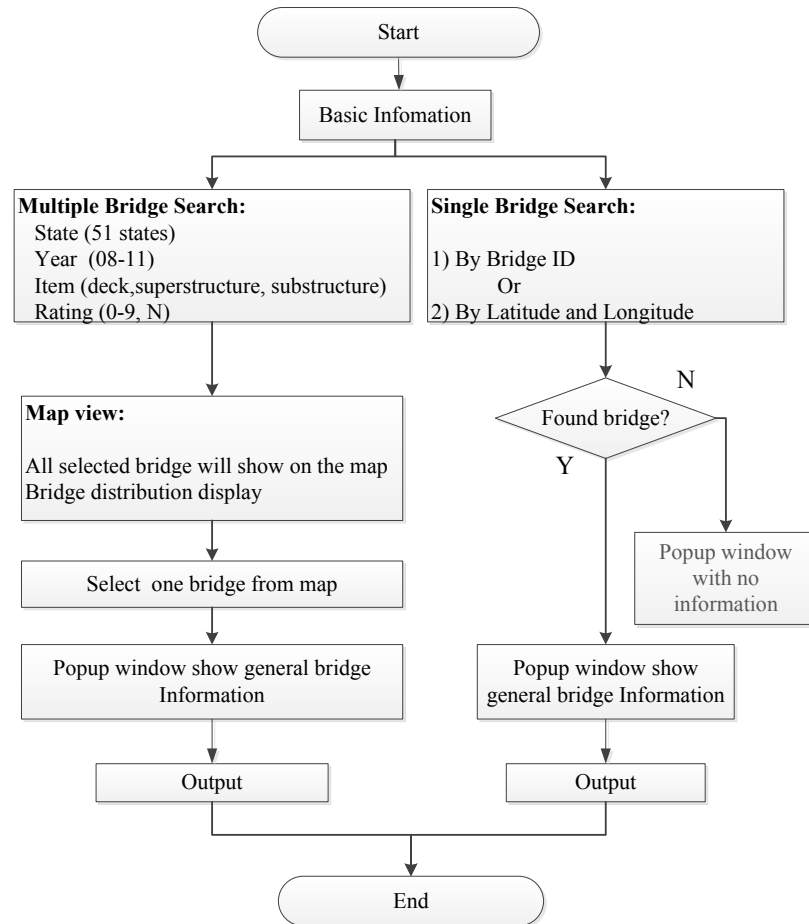 Start
Basic Infomation
Multiple Bridge Search:
State (51 states)
Year (08-11)
Item (deck,superstructure, substructure)
Rating (0-9, N)
Single Bridge Search:
1) By Bridge ID
Or
2) By Latitude and Longitude
Map view:
All selected bridge will show on the map
Bridge distribution display
Found bridge?
N
Y
Select one bridge from map
Popup window
with no
information
Popup window show general bridge
Information
Popup window show
general bridge Information
Output
Output
End